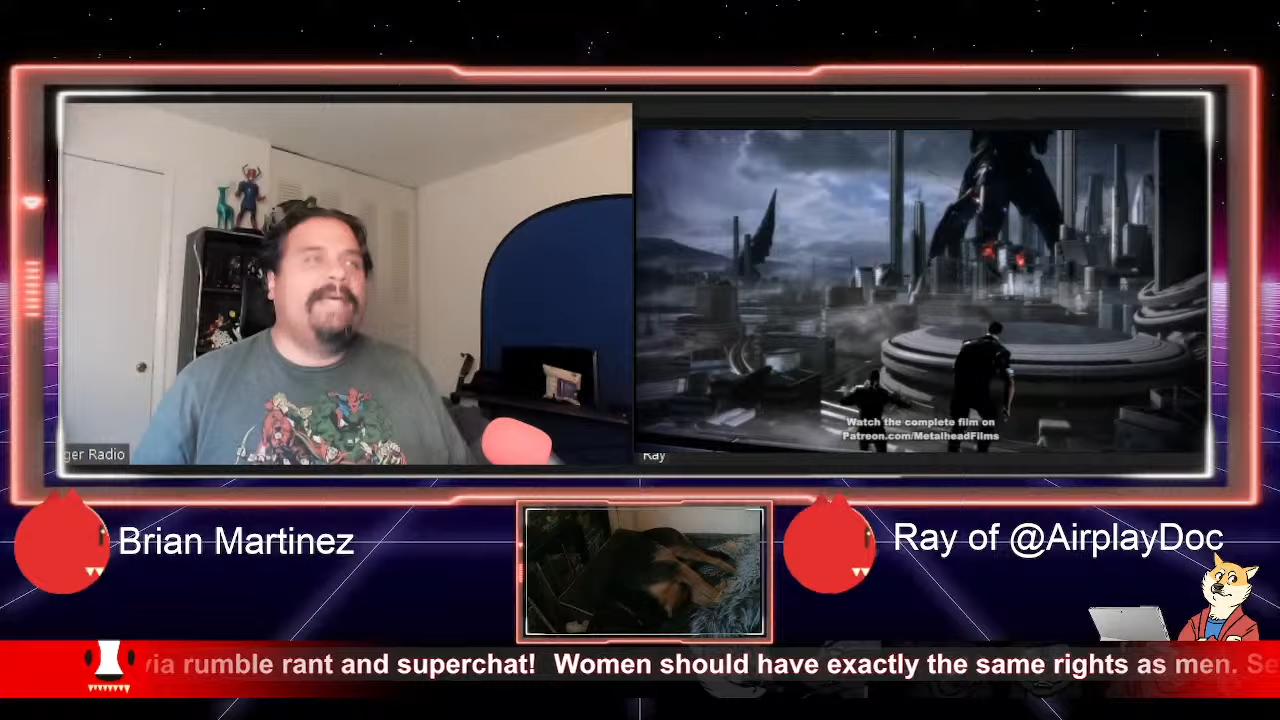 Watch the complete film on
Patreon.com/MetalheadFilms
ger Radio
Ray
Brian Martinez
Ray of @AirplayDoc
via rumble rant and superchat! Women should have exactly the same rights as men. Se